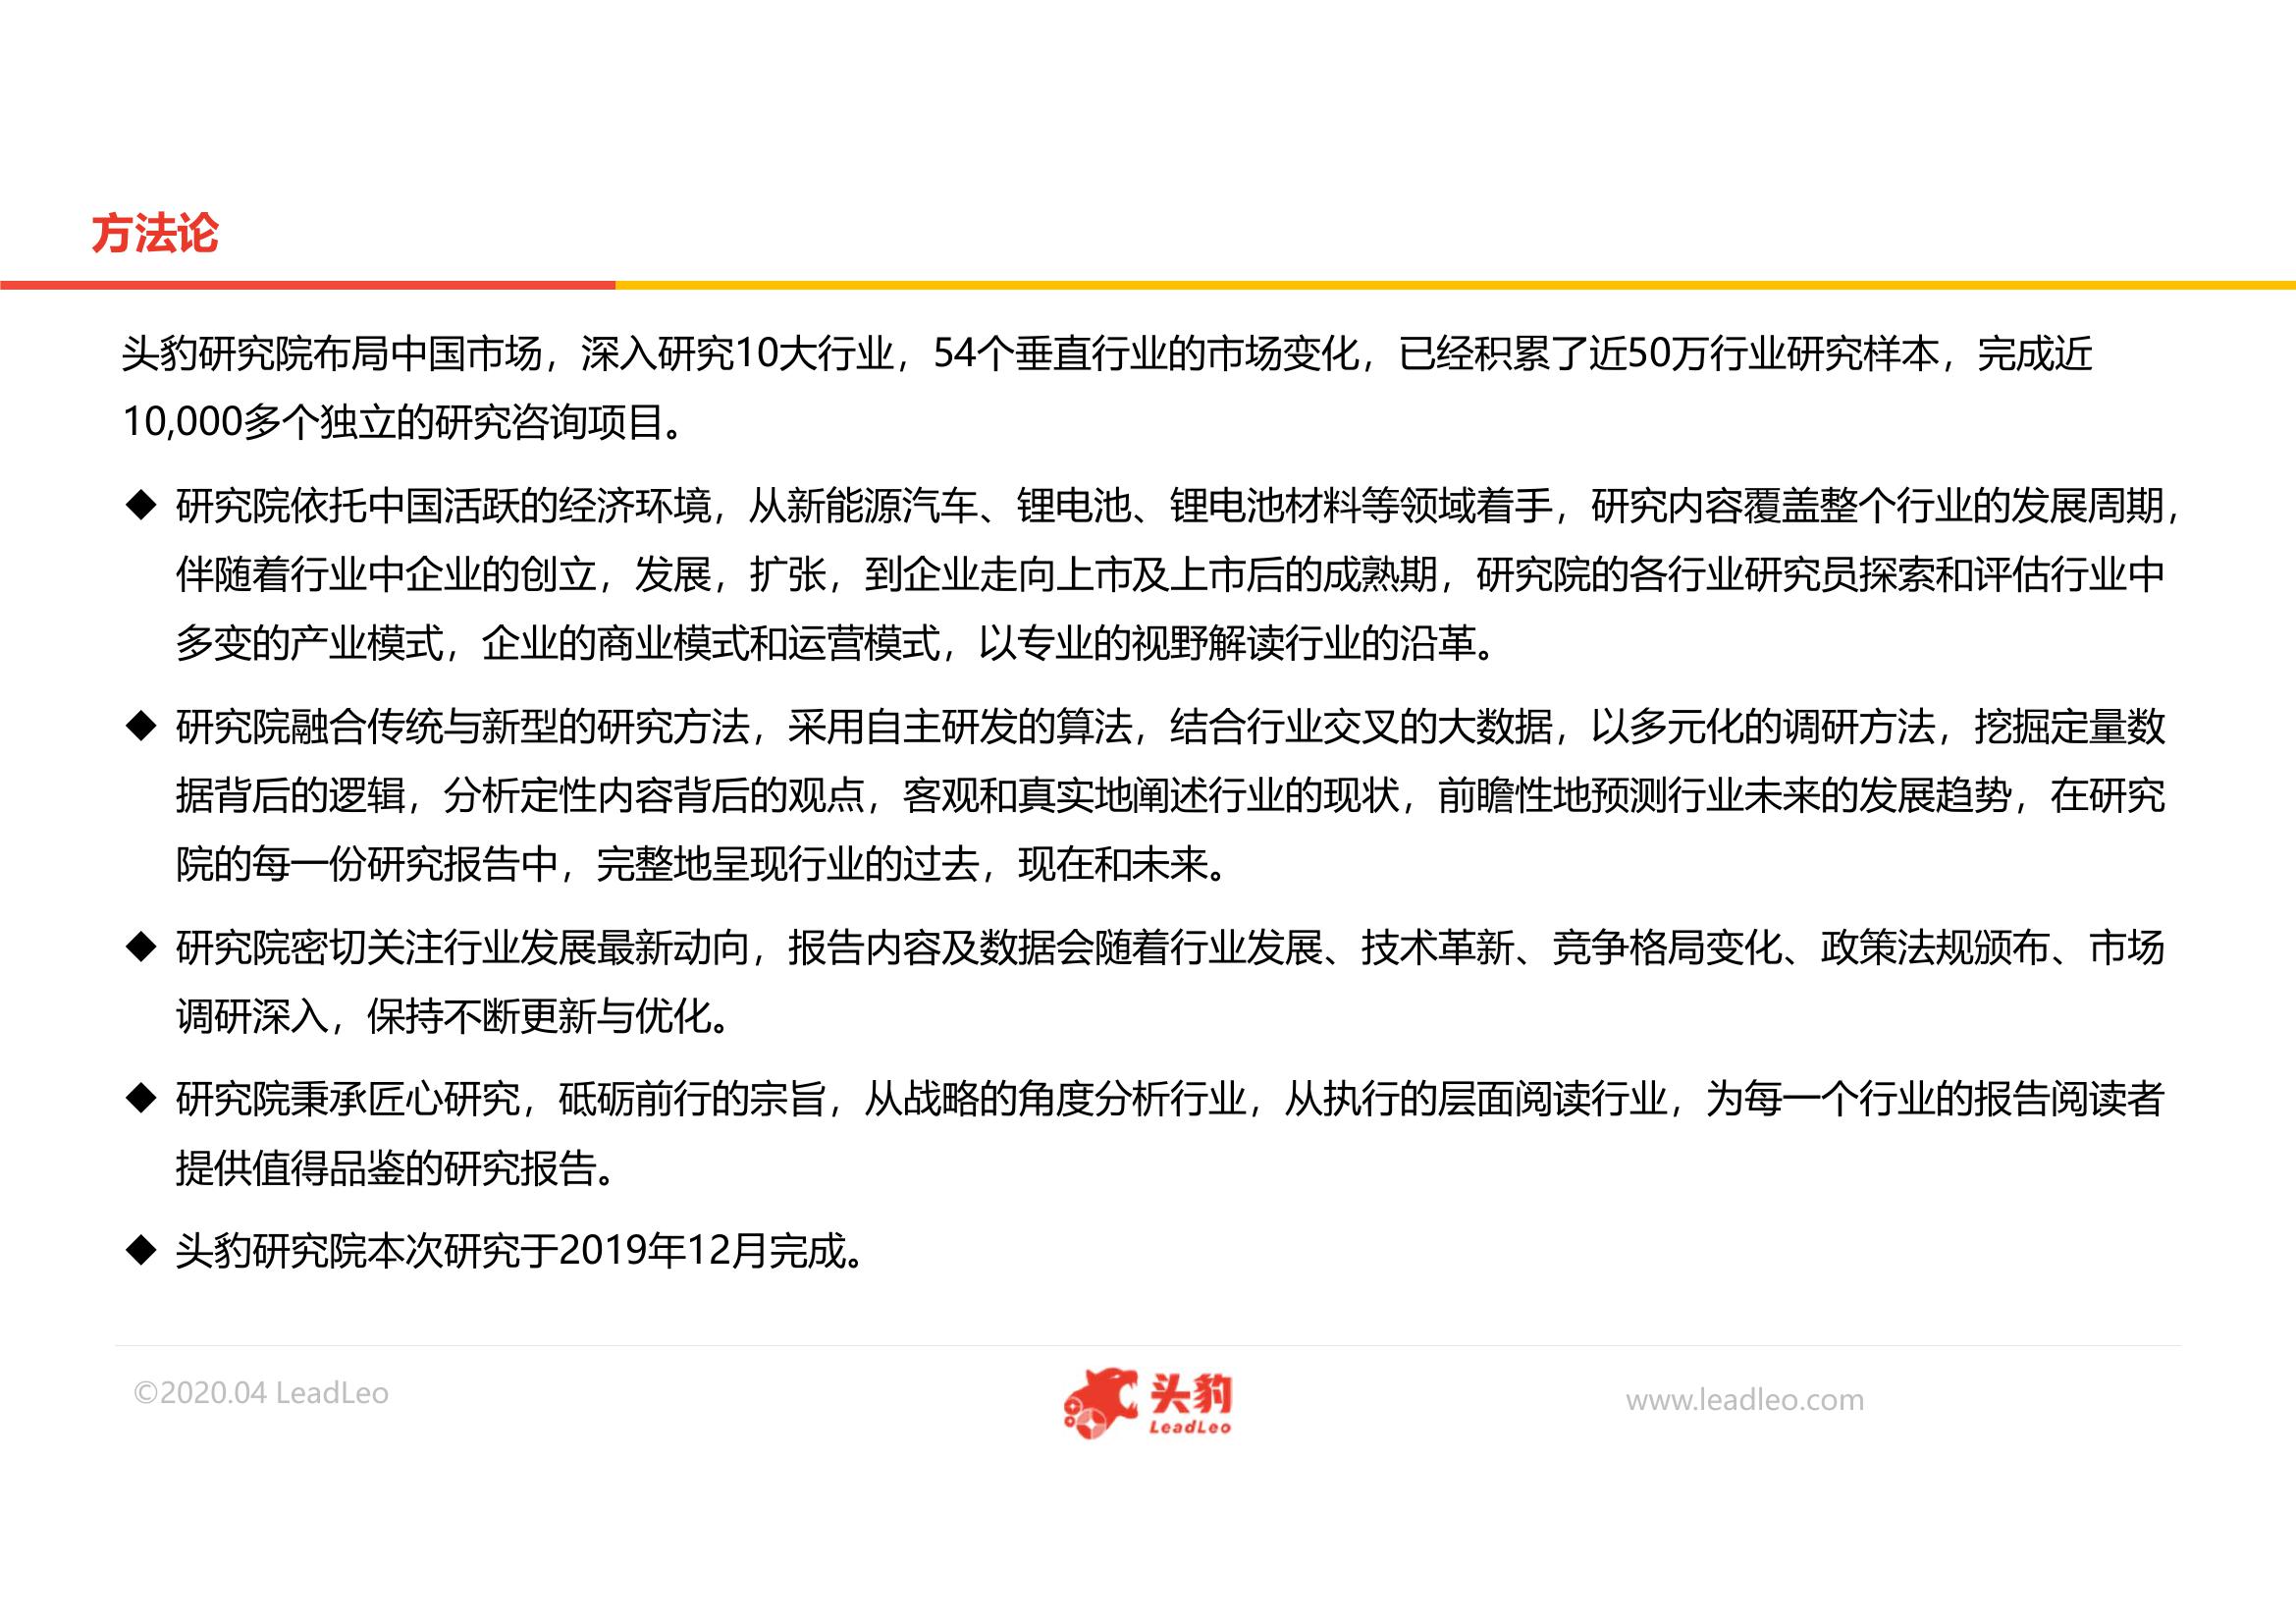 方法论
头豹研究院布局中国市场，深入研究10大行业，54个垂直行业的市场变化，已经积累了近50万行业研究样本，完成近
10,000多个独立的研究咨询项目。
◆ 研究院依托中国活跃的经济环境，从新能源汽车、锂电池、锂电池材料等领域着手，研究内容覆盖整个行业的发展周期，
伴随着行业中企业的创立，发展，扩张，到企业走向上市及上市后的成熟期，研究院的各行业研究员探索和评估行业中
多变的产业模式，企业的商业模式和运营模式，以专业的视野解读行业的沿革。
◆ 研究院融合传统与新型的研究方法，采用自主研发的算法，结合行业交叉的大数据，以多元化的调研方法，挖掘定量数
据背后的逻辑，分析定性内容背后的观点，客观和真实地阐述行业的现状，前瞻性地预测行业未来的发展趋势，在研究
院的每一份研究报告中，完整地呈现行业的过去，现在和未来。
◆ 研究院密切关注行业发展最新动向，报告内容及数据会随着行业发展、技术革新、竞争格局变化、政策法规颁布、市场
调研深入，保持不断更新与优化。
◆ 研究院秉承匠心研究，砥砺前行的宗旨，从战略的角度分析行业，从执行的层面阅读行业，为每一个行业的报告阅读者
提供值得品鉴的研究报告。
◆ 头豹研究院本次研究于2019年12月完成。
©2020.04 LeadLeo
头豹
LeadLeo
www.leadleo.com